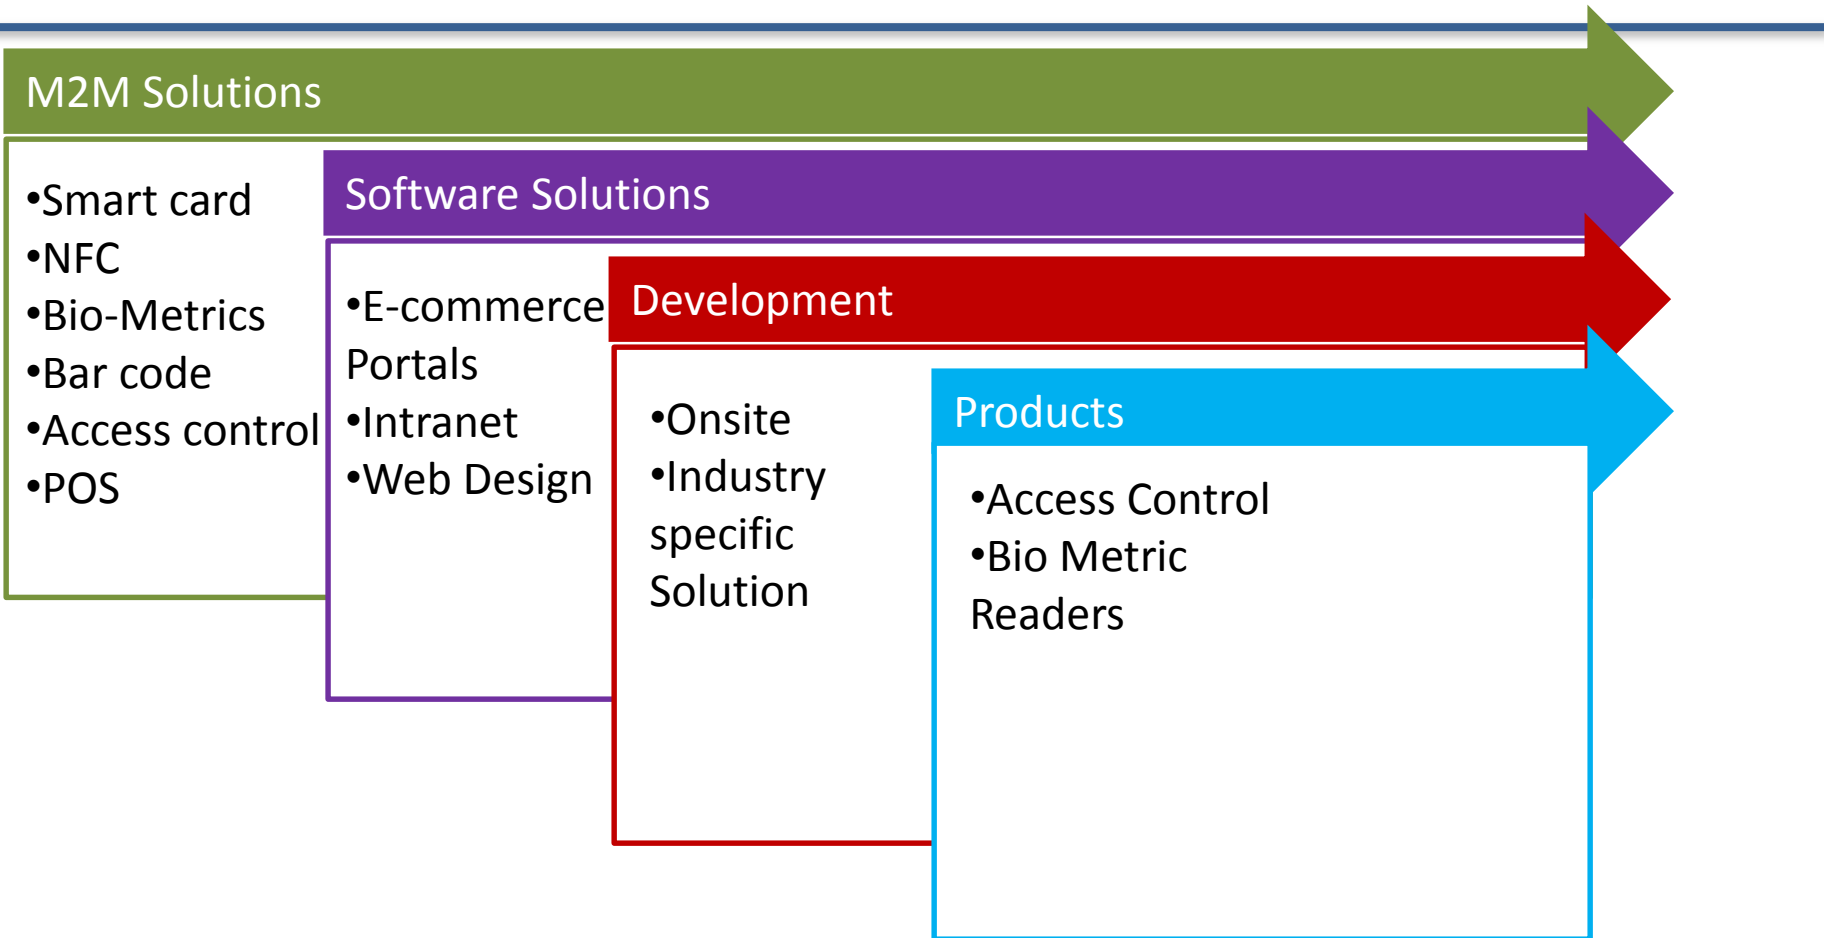 M2M Solutions
•Smart card
•NFC
•Bio-Metrics
•Bar code
•Access control
•POS
Software Solutions
•E-commerce
Portals
•Intranet
•Web Design
Development
•Onsite
•Industry
specific
Solution
Products
•Access Control
•Bio Metric
Readers